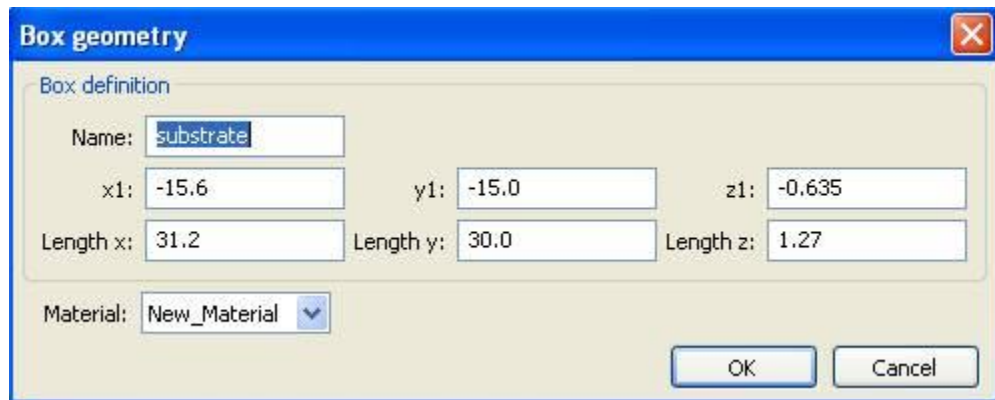 Box geometry
Box definition
Name: substrate
x1: -15.6 y1: -15.0 z1: -0.635
Length x: 31.2 Length y: 30.0 Length z: 1.27
Material: New_Material
OK Cancel